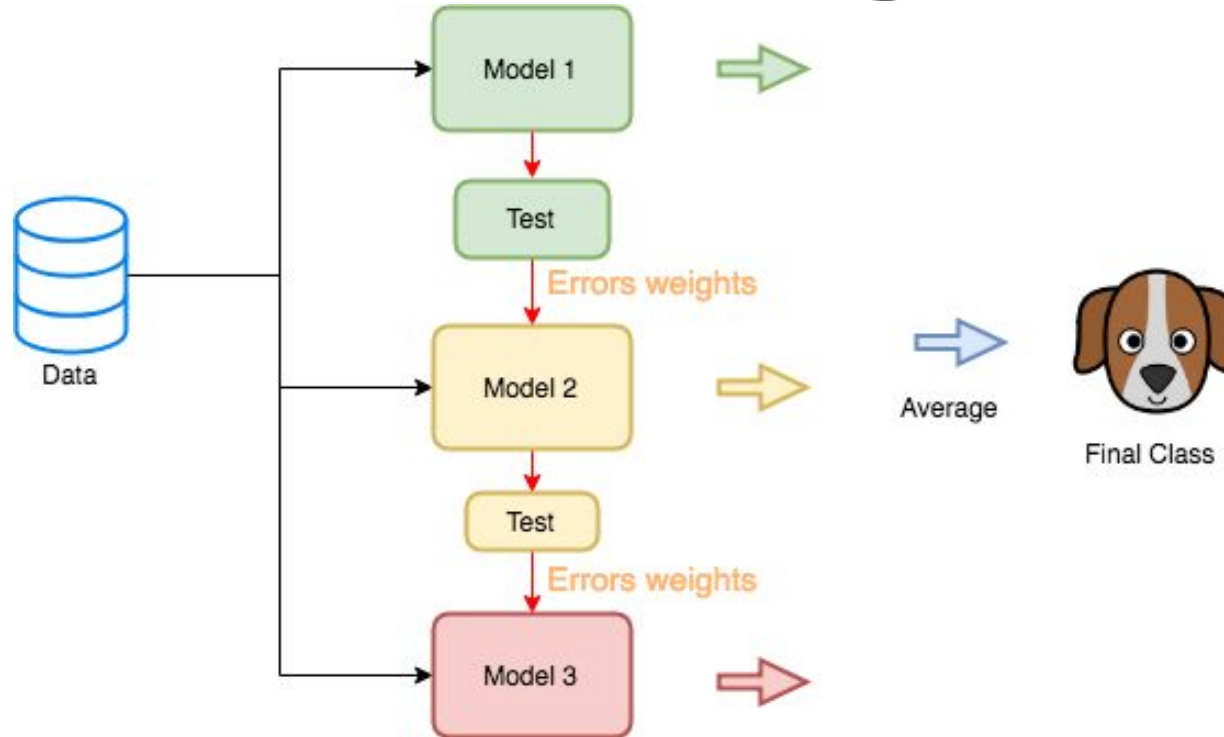 Model 1
Test
Errors weights
Data
Model 2
Average
Final Class
Test
Errors weights
Model 3